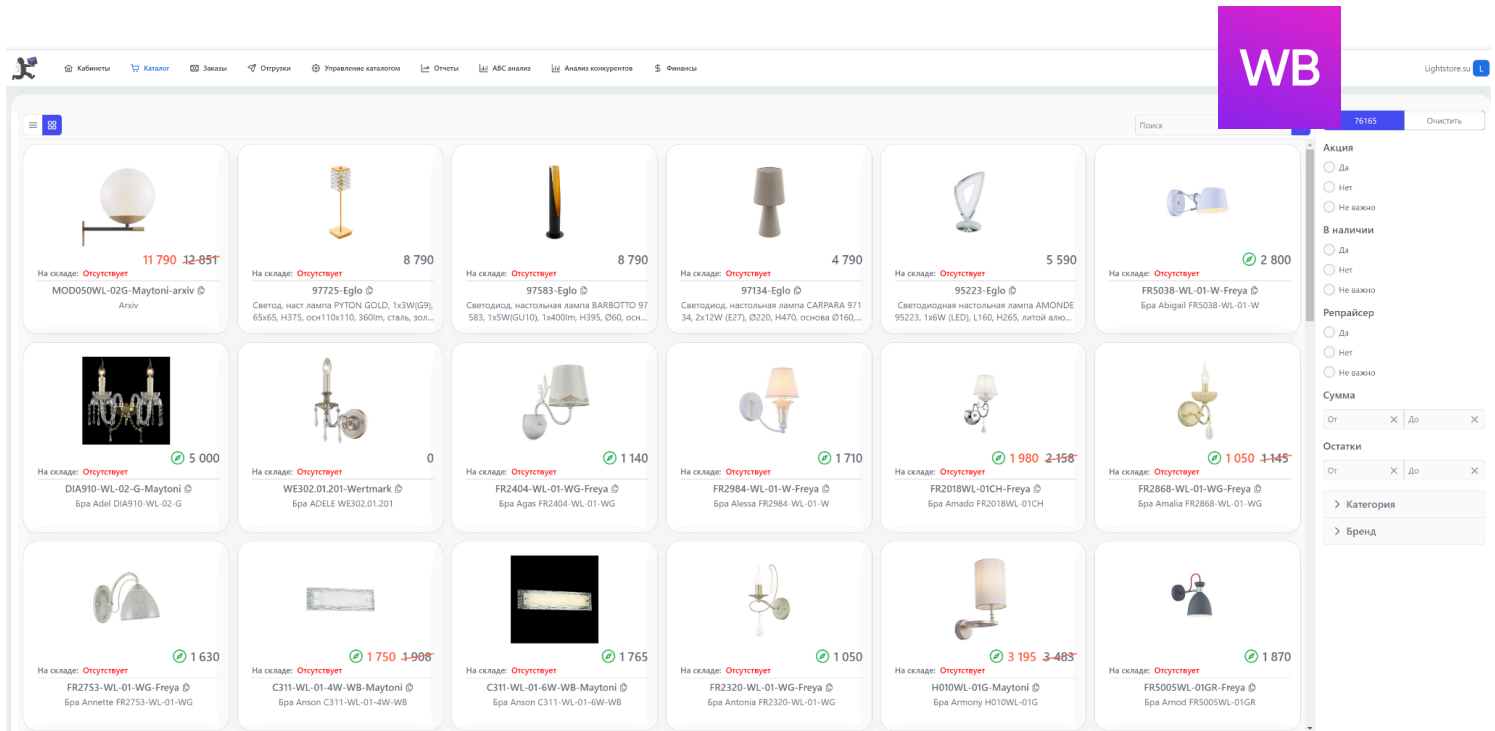 WB
Кабинеты Каталог Заказы Отгрузки Управление каталогом Отчеты ABC анализ Анализ конкурентов Финансы Lightstore.su L
Поиск 76165 Очистить
11 790 12 851
На складе: Отсутствует
MOD050WL-02G-Maytoni-arxiv
Arxiv
8 790
На складе: Отсутствует
97725-Eglo
Светод. наст лампа PYTON GOLD, 1x3W(G9),
65x65, H375, осн110x110, 360lm, сталь, зол...
8 790
На складе: Отсутствует
97583-Eglo
Светодиод. настольная лампа BARBOTTO 97
583, 1x5W(GU10), 1x400lm, H395, Ø60, осн...
4 790
На складе: Отсутствует
97134-Eglo
Светодиод. настольная лампа CARPARA 971
34, 2x12W (E27), Ø220, H470, основа Ø160,...
5 590
На складе: Отсутствует
95223-Eglo
Светодиодная настольная лампа AMONDE
95223, 1x6W (LED), L160, H265, литой алю...
2 800
На складе: Отсутствует
FR5038-WL-01-W-Freya
Бра Abigail FR5038-WL-01-W
5 000
На складе: Отсутствует
DIA910-WL-02-G-Maytoni
Бра Adel DIA910-WL-02-G
0
На складе: Отсутствует
WE302.01.201-Wertmark
Бра ADELE WE302.01.201
1 140
На складе: Отсутствует
FR2404-WL-01-WG-Freya
Бра Agas FR2404-WL-01-WG
1 710
На складе: Отсутствует
FR2984-WL-01-W-Freya
Бра Alessa FR2984-WL-01-W
1 980 2 158
На складе: Отсутствует
FR2018WL-01CH-Freya
Бра Amado FR2018WL-01CH
1 050 1 145
На складе: Отсутствует
FR2868-WL-01-WG-Freya
Бра Amalia FR2868-WL-01-WG
1 630
На складе: Отсутствует
FR2753-WL-01-WG-Freya
Бра Annette FR2753-WL-01-WG
1 750 1 908
На складе: Отсутствует
C311-WL-01-4W-WB-Maytoni
Бра Anson C311-WL-01-4W-WB
1 765
На складе: Отсутствует
C311-WL-01-6W-WB-Maytoni
Бра Anson C311-WL-01-6W-WB
1 050
На складе: Отсутствует
FR2320-WL-01-WG-Freya
Бра Antonia FR2320-WL-01-WG
3 195 3 483
На складе: Отсутствует
H010WL-01G-Maytoni
Бра Armony H010WL-01G
1 870
На складе: Отсутствует
FR5005WL-01GR-Freya
Бра Arnod FR5005WL-01GR
Акция
Да
Нет
Не важно
В наличии
Да
Нет
Не важно
Репрайсер
Да
Нет
Не важно
Сумма
От До
Остатки
От До
Категория
Бренд